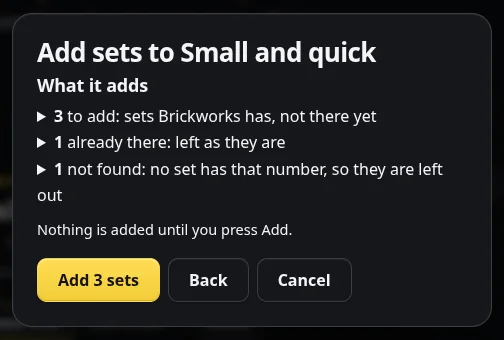 Add sets to Small and quick
What it adds
▶ 3 to add: sets Brickworks has, not there yet
▶ 1 already there: left as they are
▶ 1 not found: no set has that number, so they are left
out
Nothing is added until you press Add.
Add 3 sets Back Cancel